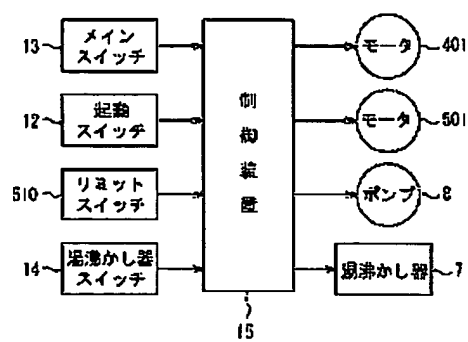 13
メイン
スイッチ
12
起動
スイッチ
510
リミット
スイッチ
14
湯沸かし器
スイッチ
制御装置
15
モータ
401
モータ
501
ポンプ
8
湯沸かし器
7